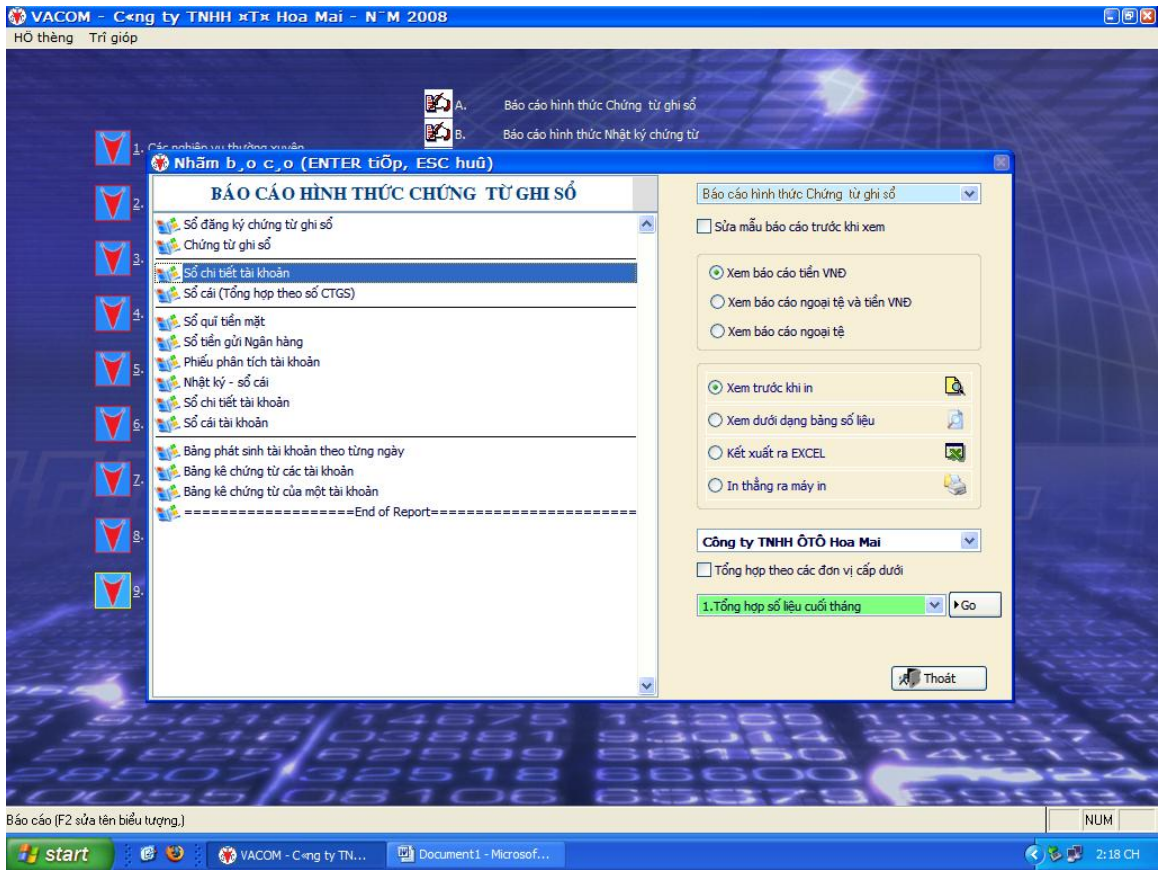 VACOM - C«ng ty TNHH ¤T¤ Hoa Mai - N¨M 2008
HÖ thèng Trî gióp
A. Báo cáo hình thức Chứng từ ghi sổ
B. Báo cáo hình thức Nhật ký chứng từ
1. Các nghiệp vụ thường xuyên
2.
3.
4.
5.
6.
7.
8.
9.
Nhãm b¸o c¸o (ENTER tiÕp, ESC huû)
BÁO CÁO HÌNH THỨC CHỨNG TỪ GHI SỔ
Sổ đăng ký chứng từ ghi sổ
Chứng từ ghi sổ
Sổ chi tiết tài khoản
Sổ cái (Tổng hợp theo số CTGS)
Sổ quĩ tiền mặt
Sổ tiền gửi Ngân hàng
Phiếu phân tích tài khoản
Nhật ký - sổ cái
Sổ chi tiết tài khoản
Sổ cái tài khoản
Bảng phát sinh tài khoản theo từng ngày
Bảng kê chứng từ các tài khoản
Bảng kê chứng từ của một tài khoản
===================End of Report=======================
Báo cáo hình thức Chứng từ ghi sổ
Sửa mẫu báo cáo trước khi xem
Xem báo cáo tiền VNĐ
Xem báo cáo ngoại tệ và tiền VNĐ
Xem báo cáo ngoại tệ
Xem trước khi in
Xem dưới dạng bảng số liệu
Kết xuất ra EXCEL
In thẳng ra máy in
Công ty TNHH ÔTÔ Hoa Mai
Tổng hợp theo các đơn vị cấp dưới
1.Tổng hợp số liệu cuối tháng
Go
Thoát
Báo cáo (F2 sửa tên biểu tượng,)
NUM
start
VACOM - C«ng ty TN...
Document1 - Microsof...
2:18 CH